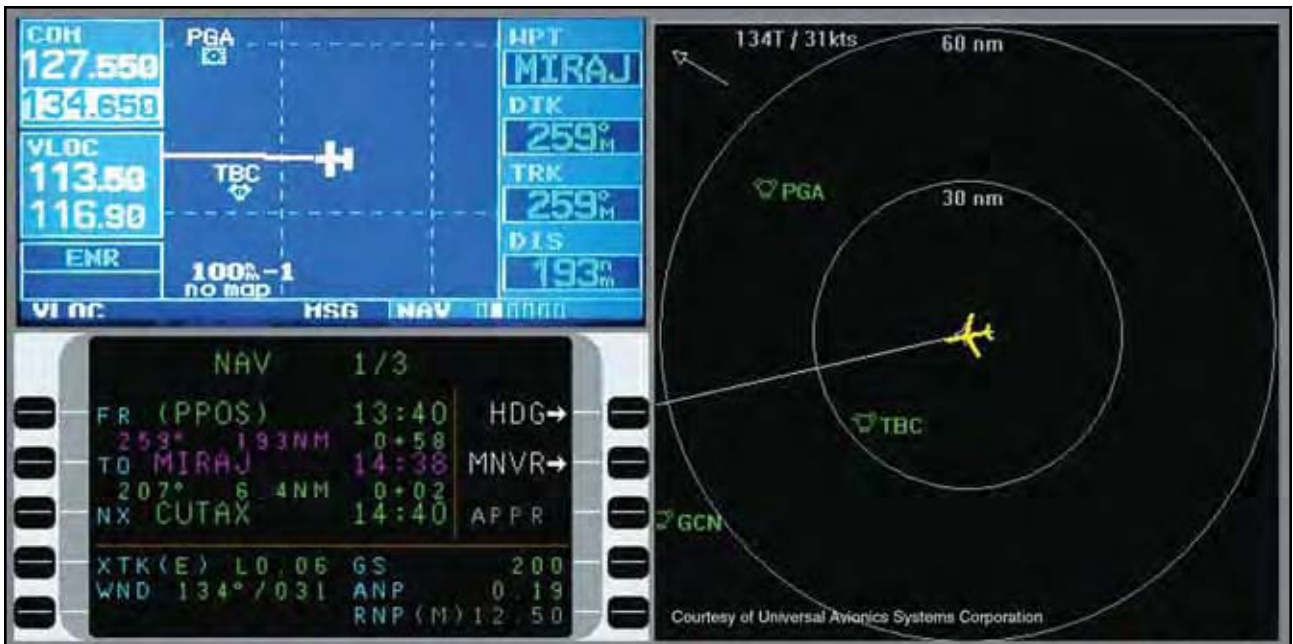 COM
127.550
134.650
VLOC
113.50
116.90
ENR
PGA
TBC
100nm-1
no map
WPT
MIRAJ
DTK
259°M
TRK
259°M
DIS
193nm
VLOC MSG NAV
NAV 1/3
FR (PPOS) 13:40 HDG→
259° 193NM 0+58
TO MIRAJ 14:38 MNVR→
207° 6.4NM 0+02
NX CUTAX 14:40 APPR
XTK(E) L0.06 GS 200
WND 134°/031 ANP 0.19
RNP(M) 12.50
134T / 31kts
60 nm
PGA
30 nm
TBC
GCN
Courtesy of Universal Avionics Systems Corporation